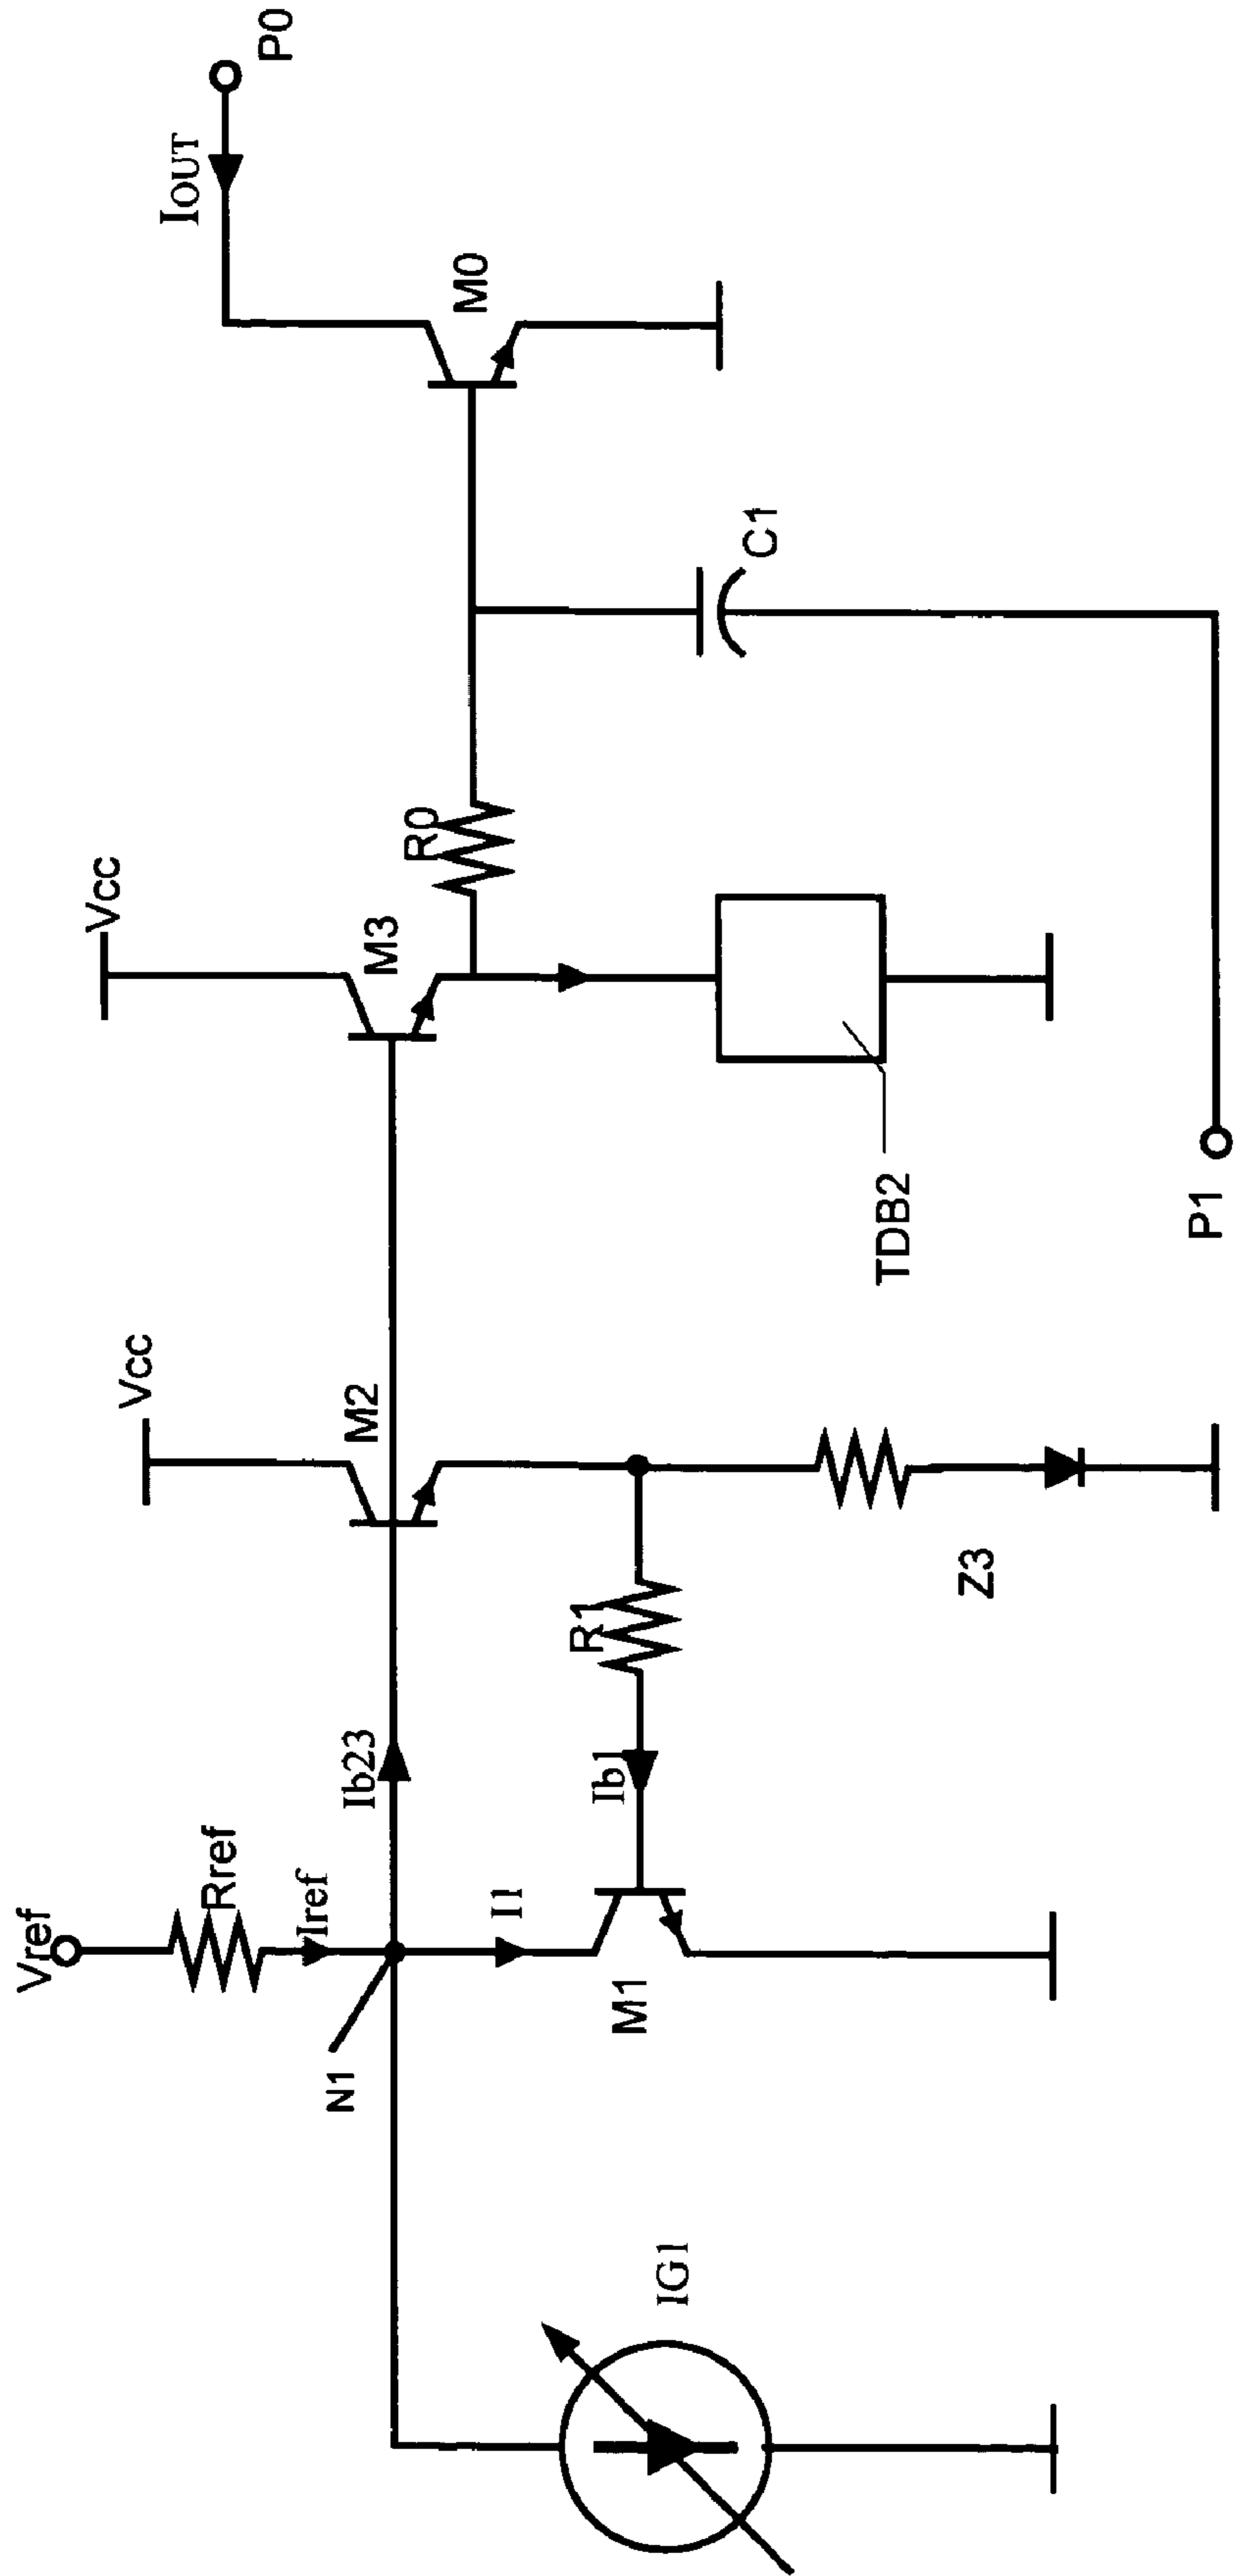 Vref
Rref
Iref
N1
Ib23
I1
M1
IG1
Ib1
R1
Vcc
M2
Z3
Vcc
M3
R0
TDB2
P1
C1
M0
IOUT
P0